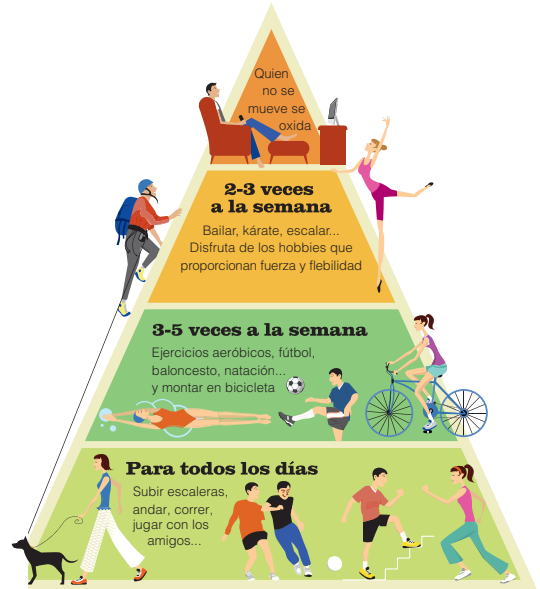 Quien
no se
mueve se
oxida
2-3 veces
a la semana
Bailar, kárate, escalar...
Disfruta de los hobbies que
proporcionan fuerza y flebilidad
3-5 veces a la semana
Ejercicios aeróbicos, fútbol,
baloncesto, natación...
y montar en bicicleta
Para todos los días
Subir escaleras,
andar, correr,
jugar con los
amigos...